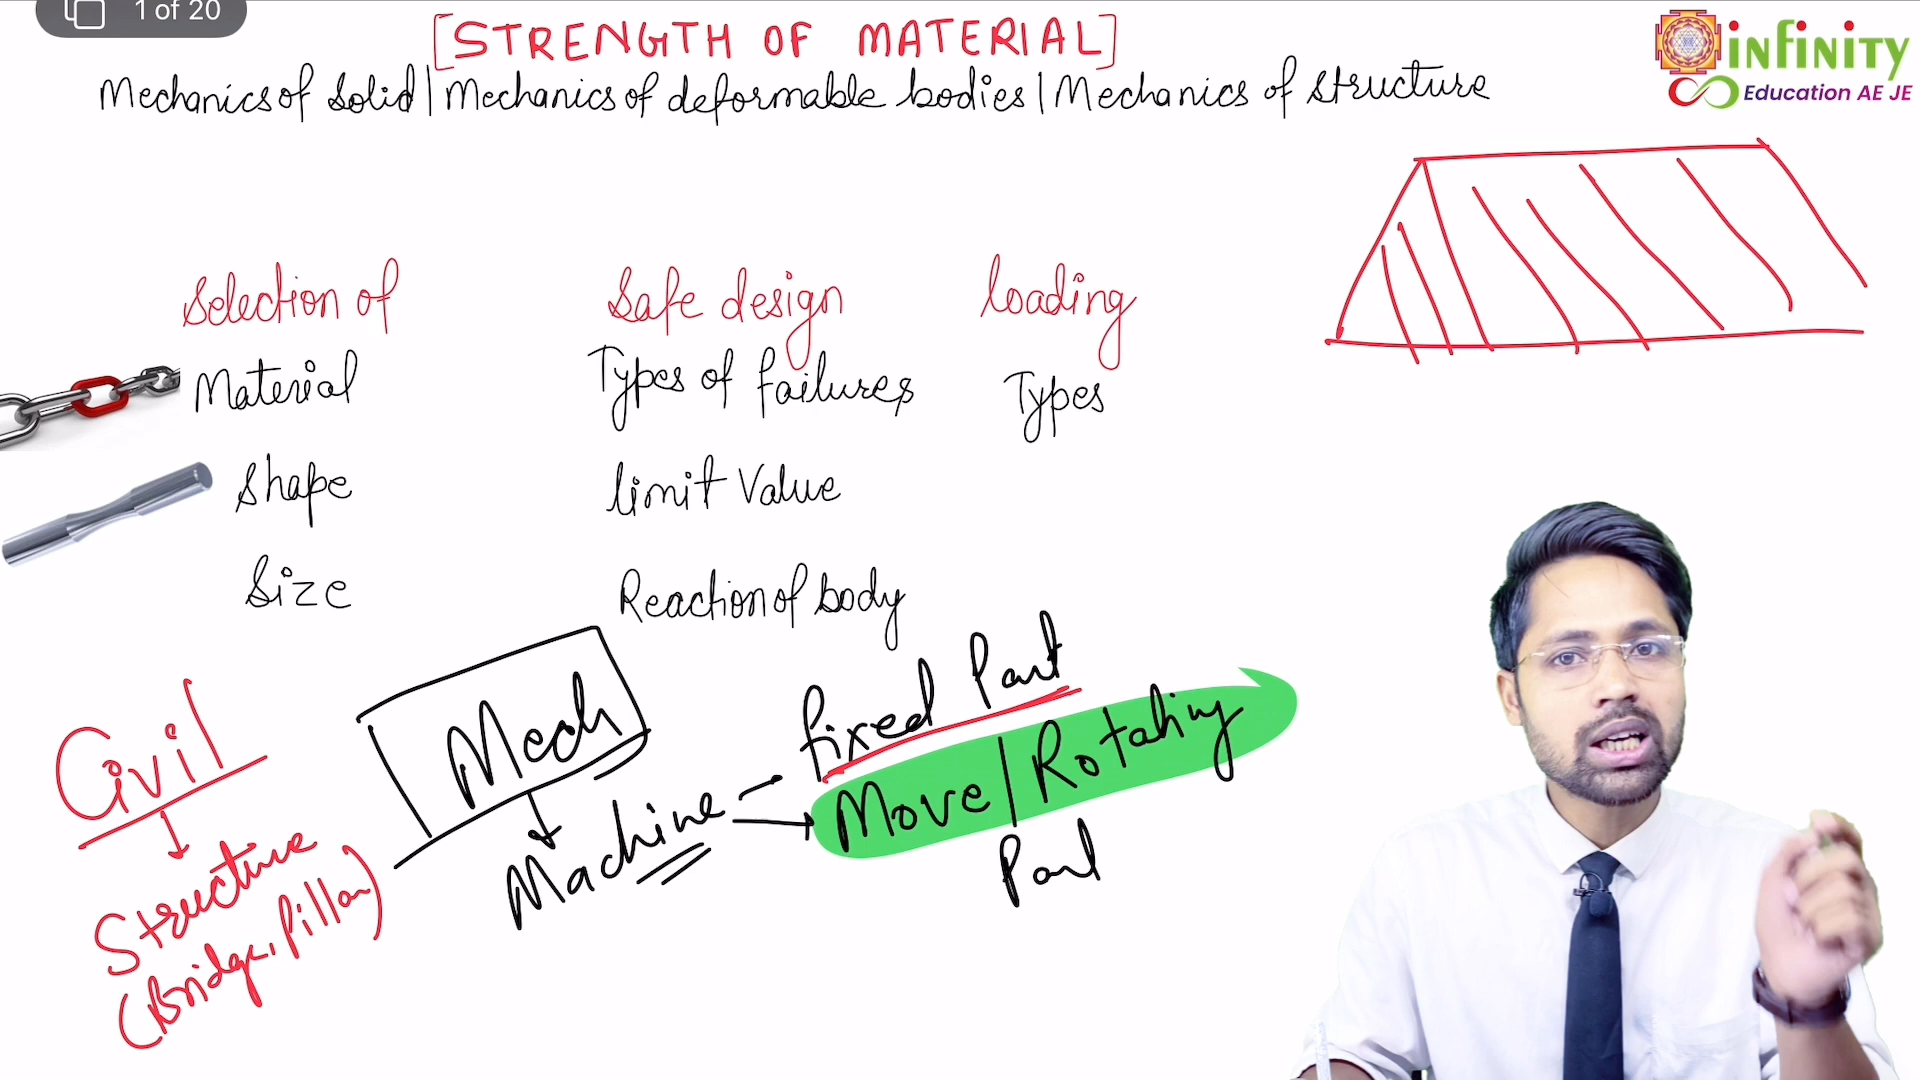 1 of 20
[STRENGTH OF MATERIAL]
Mechanics of Solid | Mechanics of deformable bodies | Mechanics of structure
infinity
Education AE JE
Selection of
Material
Shape
Size
Safe design
Types of failures
limit Value
Reaction of body
loading
Types
Civil
Structure
(Bridge, Pillar)
Mech
Machine
fixed Part
Move/Rotating
Part